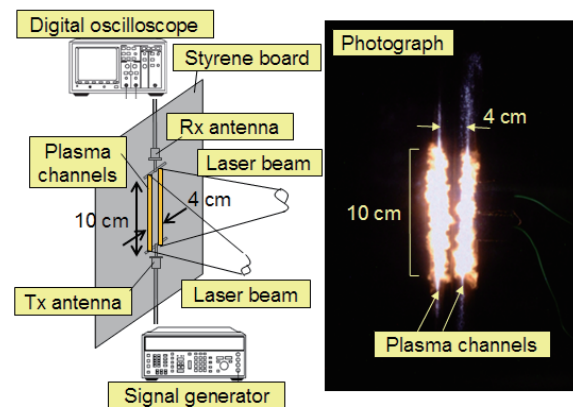 Digital oscilloscope
Styrene board
Rx antenna
Plasma
channels
Laser beam
10 cm
4 cm
Tx antenna
Laser beam
Signal generator
Photograph
4 cm
10 cm
Plasma channels